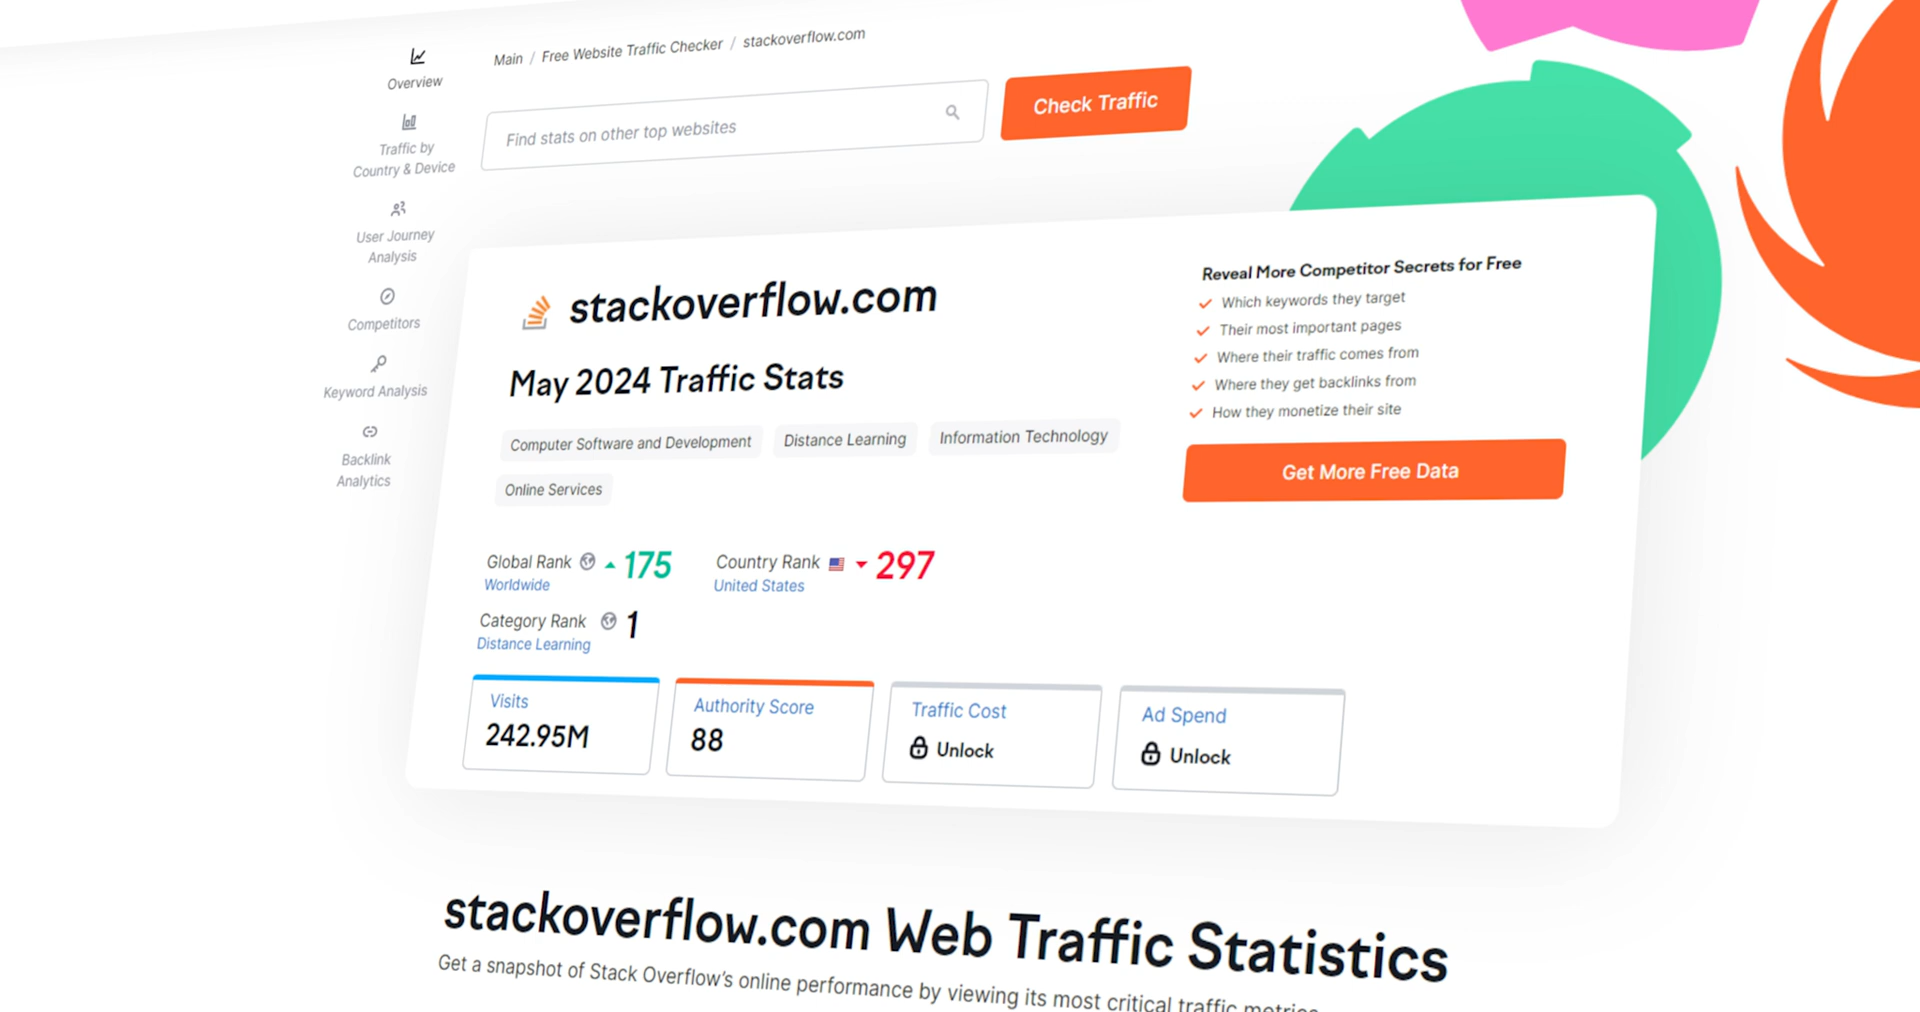 Main / Free Website Traffic Checker / stackoverflow.com
Overview
Traffic by
Country & Device
User Journey
Analysis
Competitors
Keyword Analysis
Backlink
Analytics
Find stats on other top websites
Check Traffic
stackoverflow.com
May 2024 Traffic Stats
Computer Software and Development
Distance Learning
Information Technology
Online Services
Reveal More Competitor Secrets for Free
Which keywords they target
Their most important pages
Where their traffic comes from
Where they get backlinks from
How they monetize their site
Get More Free Data
Global Rank 175
Worldwide
Country Rank 297
United States
Category Rank 1
Distance Learning
Visits
242.95M
Authority Score
88
Traffic Cost
Unlock
Ad Spend
Unlock
stackoverflow.com Web Traffic Statistics
Get a snapshot of Stack Overflow's online performance by viewing its most critical traffic metrics